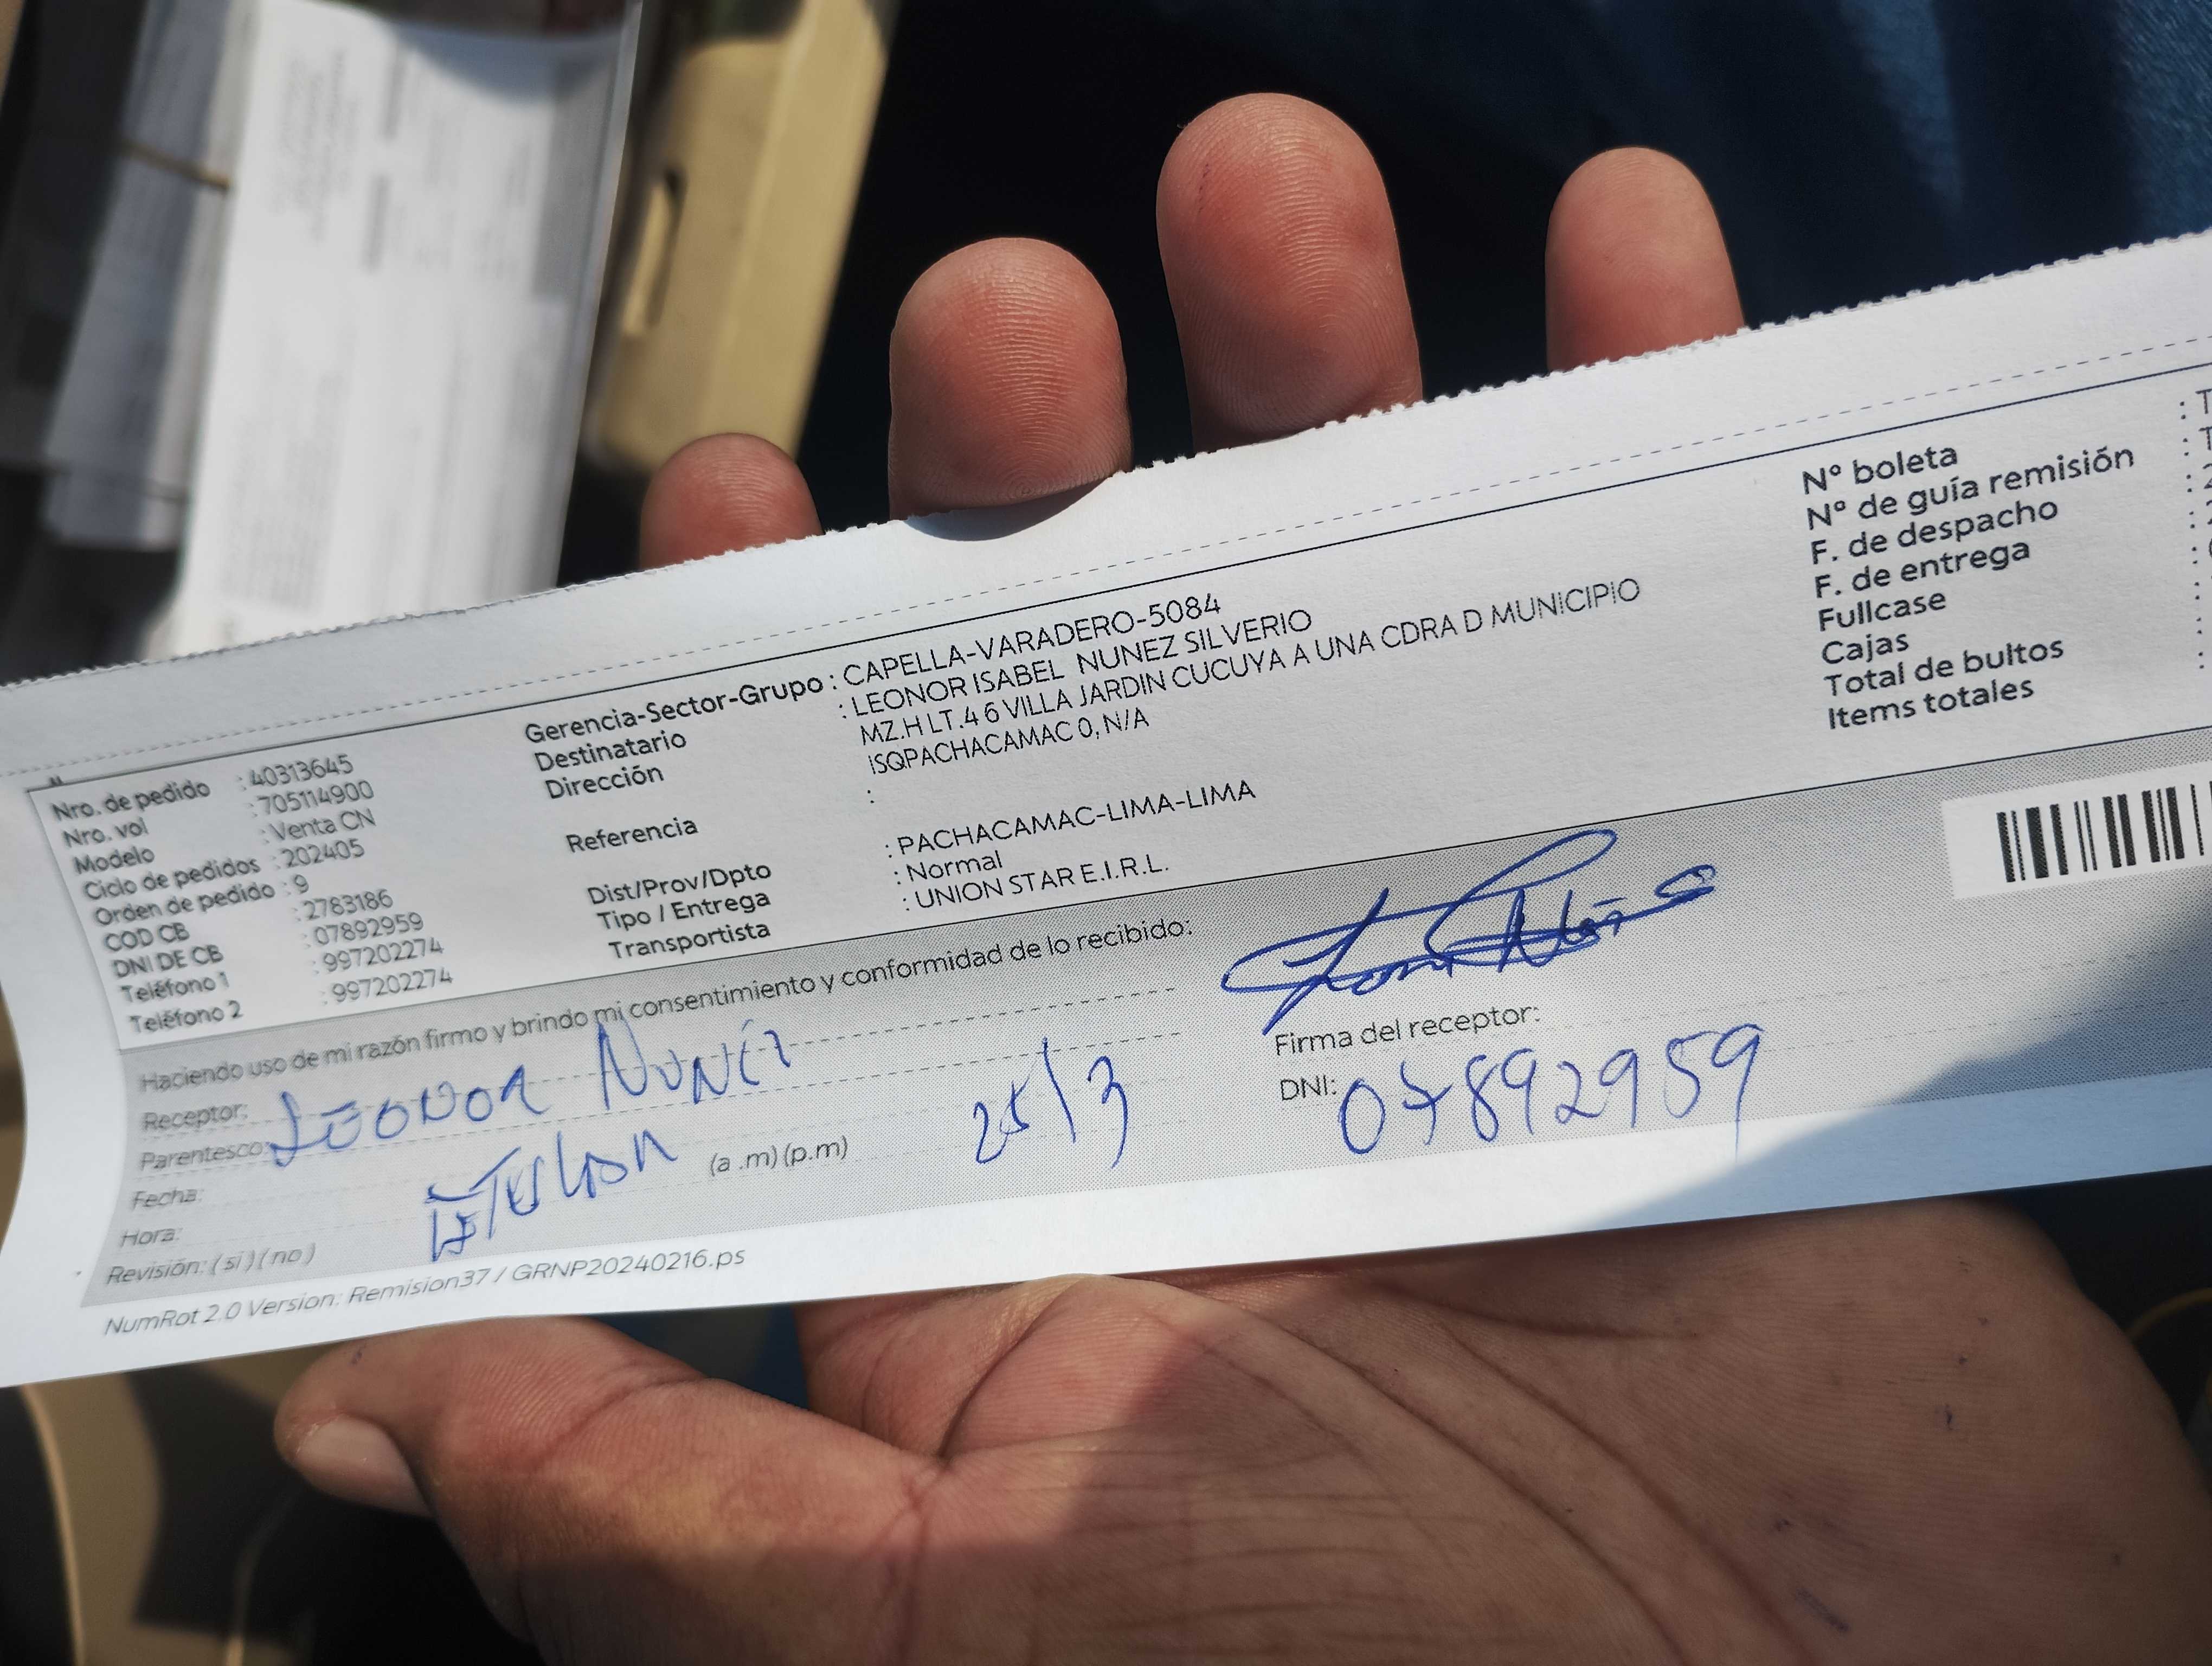 Nro. de pedido : 40313645
Nro. vol : 705114900
Modelo : Venta CN
Ciclo de pedidos : 202405
Orden de pedido : 9
COD CB : 2783186
DNI DE CB : 07892959
Teléfono 1 : 997202274
Teléfono 2 : 997202274
Gerencia-Sector-Grupo : CAPELLA-VARADERO-5084
Destinatario : LEONOR ISABEL NUNEZ SILVERIO
Dirección MZ.H LT.4 6 VILLA JARDIN CUCUYA A UNA CDRA D MUNICIPIO
ISQPACHACAMAC 0, N/A
Referencia :
Dist/Prov/Dpto : PACHACAMAC-LIMA-LIMA
Tipo / Entrega : Normal
Transportista : UNION STAR E.I.R.L.
N° boleta : T
N° de guía remisión : T
F. de despacho : 2
F. de entrega :
Fullcase :
Cajas :
Total de bultos :
Items totales
Haciendo uso de mi razón firmo y brindo mi consentimiento y conformidad de lo recibido:
Receptor: LEONOR NUNEZ
Parentesco:
Fecha: 25/3
Hora: (a .m) (p.m)
Revisión: ( si ) ( no )
Firma del receptor:
DNI: 07892959
NumRot 2.0 Version: Remision37 / GRNP20240216.ps